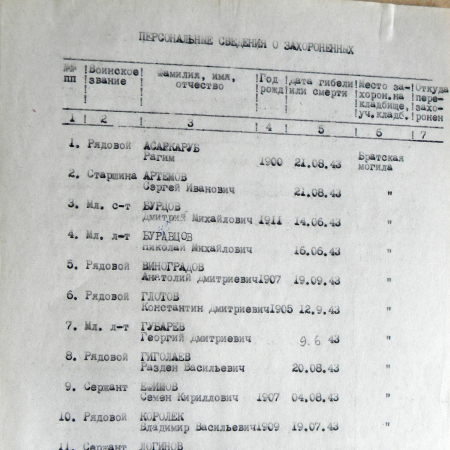 ПЕРСОНАЛЬНЫЕ СВЕДЕНИЯ О ЗАХОРОНЕННЫХ
№№ пп ! Воинское звание ! Фамилия, имя, отчество ! Год рожд ! Дата гибели или смерти ! Место захорон. на кладбище, уч. кладб. ! Откуда перезахоронен
1 ! 2 ! 3 ! 4 ! 5 ! 6 ! 7
1. Рядовой АСАРКАРУБ Братская
Рагим 1900 21.08.43 могила
2. Старшина АРТЕМОВ
Сергей Иванович 21.08.43 "
3. Мл. с-т БУРЦОВ
Дмитрий Михайлович 1911 14.06.43 "
4. Мл. л-т БУРАВЦОВ
Николай Михайлович 16.06.43 "
5. Рядовой ВИНОГРАДОВ
Анатолий Дмитриевич 1907 19.09.43 "
6. Рядовой ГЛОТОВ
Константин Дмитриевич 1905 12.9.43 "
7. Мл. л-т ГУБАРЕВ
Георгий Дмитриевич 9.6 43 "
8. Рядовой ГИГОЛАЕВ
Разден Васильевич 20.08.43 "
9. Сержант ЕФИМОВ
Семен Кириллович 1907 04.08.43 "
10. Рядовой КОРОЛЕК
Владимир Васильевич 1909 19.07.43 "
11. Сержант ЛОГИНОВ